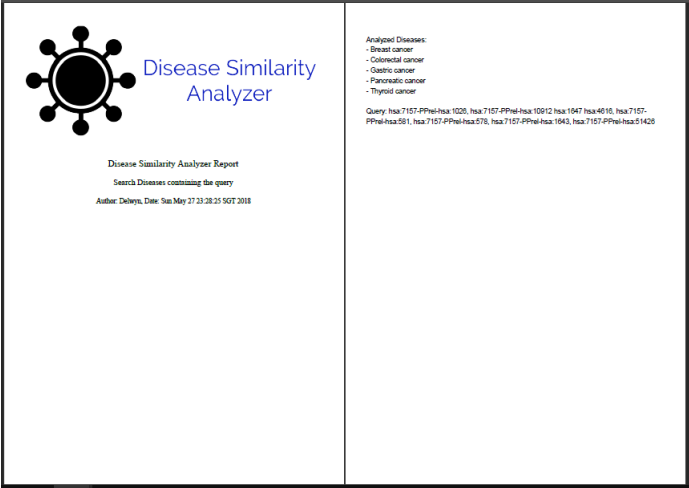 Disease Similarity
Analyzer
Disease Similarity Analyzer Report
Search Diseases containing the query
Author: Delwyn, Date: Sun May 27 23:28:25 SGT 2018
Analyzed Diseases:
- Breast cancer
- Colorectal cancer
- Gastric cancer
- Pancreatic cancer
- Thyroid cancer
Query: hsa:7157-PPrel-hsa:1026, hsa:7157-PPrel-hsa:10912 hsa:1647 hsa:4616, hsa:7157-
PPrel-hsa:581, hsa:7157-PPrel-hsa:578, hsa:7157-PPrel-hsa:1643, hsa:7157-PPrel-hsa:51426